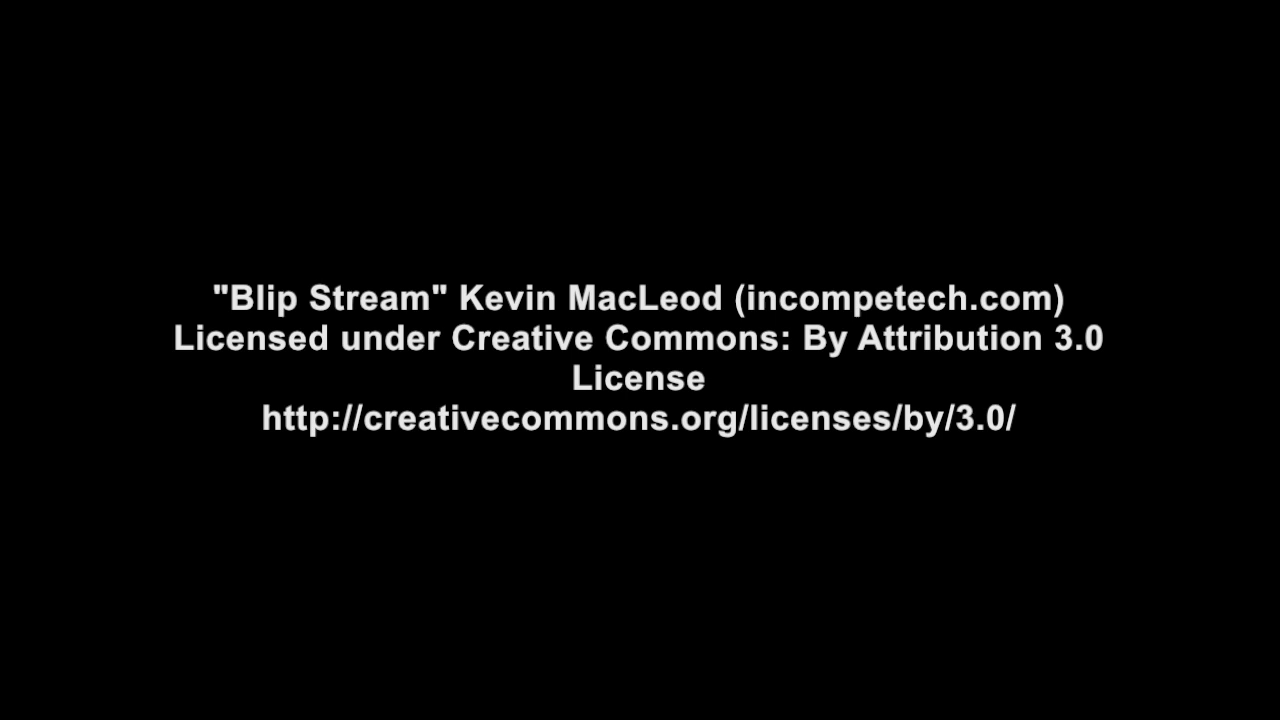 "Blip Stream" Kevin MacLeod (incompetech.com)
Licensed under Creative Commons: By Attribution 3.0
License
http://creativecommons.org/licenses/by/3.0/